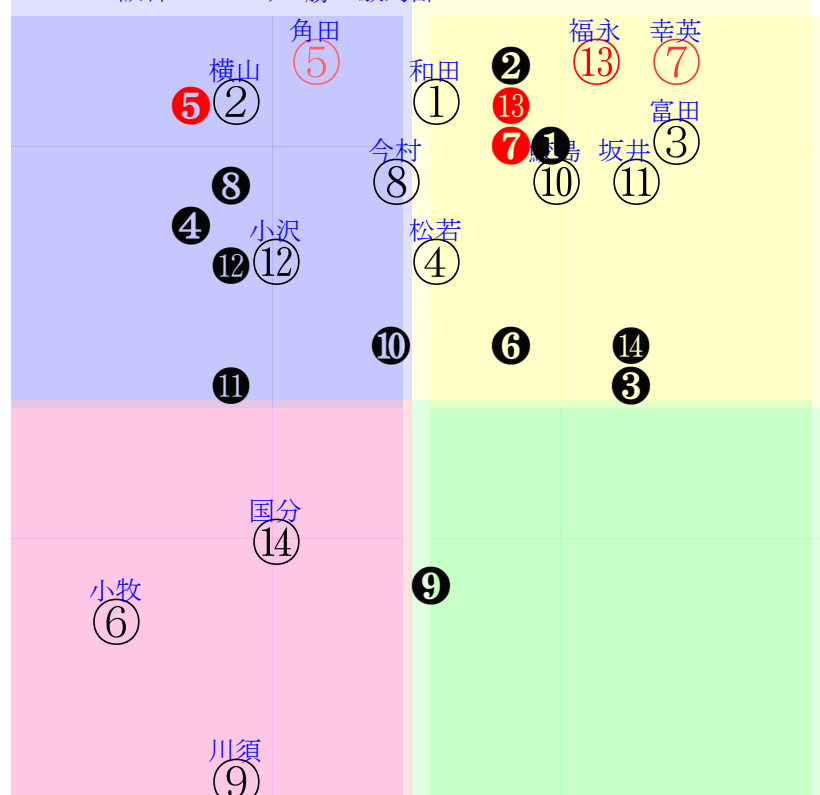 角田 福永 幸英
⑤ ❷ ⑬ ⑦
横山 和田
❺ ② ① ⓭ 富田
今村 ❼ ❶ 坂井 ③
❽ ⑧ ⑩ ⑪
❹ 小沢 松若
⓬ ⑫ ④
❿ ❻ ⓮
⓫ ❸
国分
⑭
小牧 ❾
⑥
川須
⑨